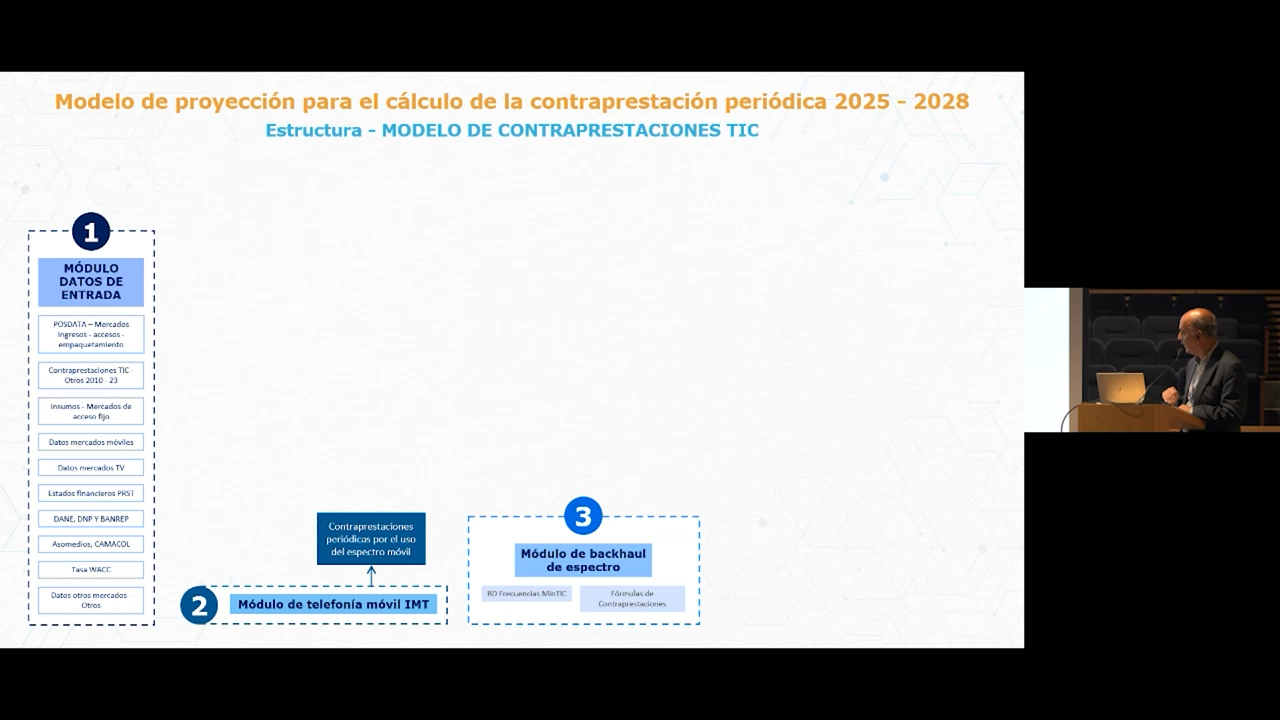 Modelo de proyección para el cálculo de la contraprestación periódica 2025 - 2028
Estructura - MODELO DE CONTRAPRESTACIONES TIC
1
MÓDULO
DATOS DE
ENTRADA
POSDATA – Mercados
Ingresos - accesos -
empaquetamiento
Contraprestaciones TIC -
Otros 2010 - 23
Insumos - Mercados de
acceso fijo
Datos mercados móviles
Datos mercados TV
Estados financieros PRST
DANE, DNP Y BANREP
Asomedios, CAMACOL
Tasa WACC
Datos otros mercados
Otros
Contraprestaciones
periódicas por el uso
del espectro móvil
2
Módulo de telefonía móvil IMT
3
Módulo de backhaul
de espectro
BD Frecuencias MinTIC
Fórmulas de
Contraprestaciones